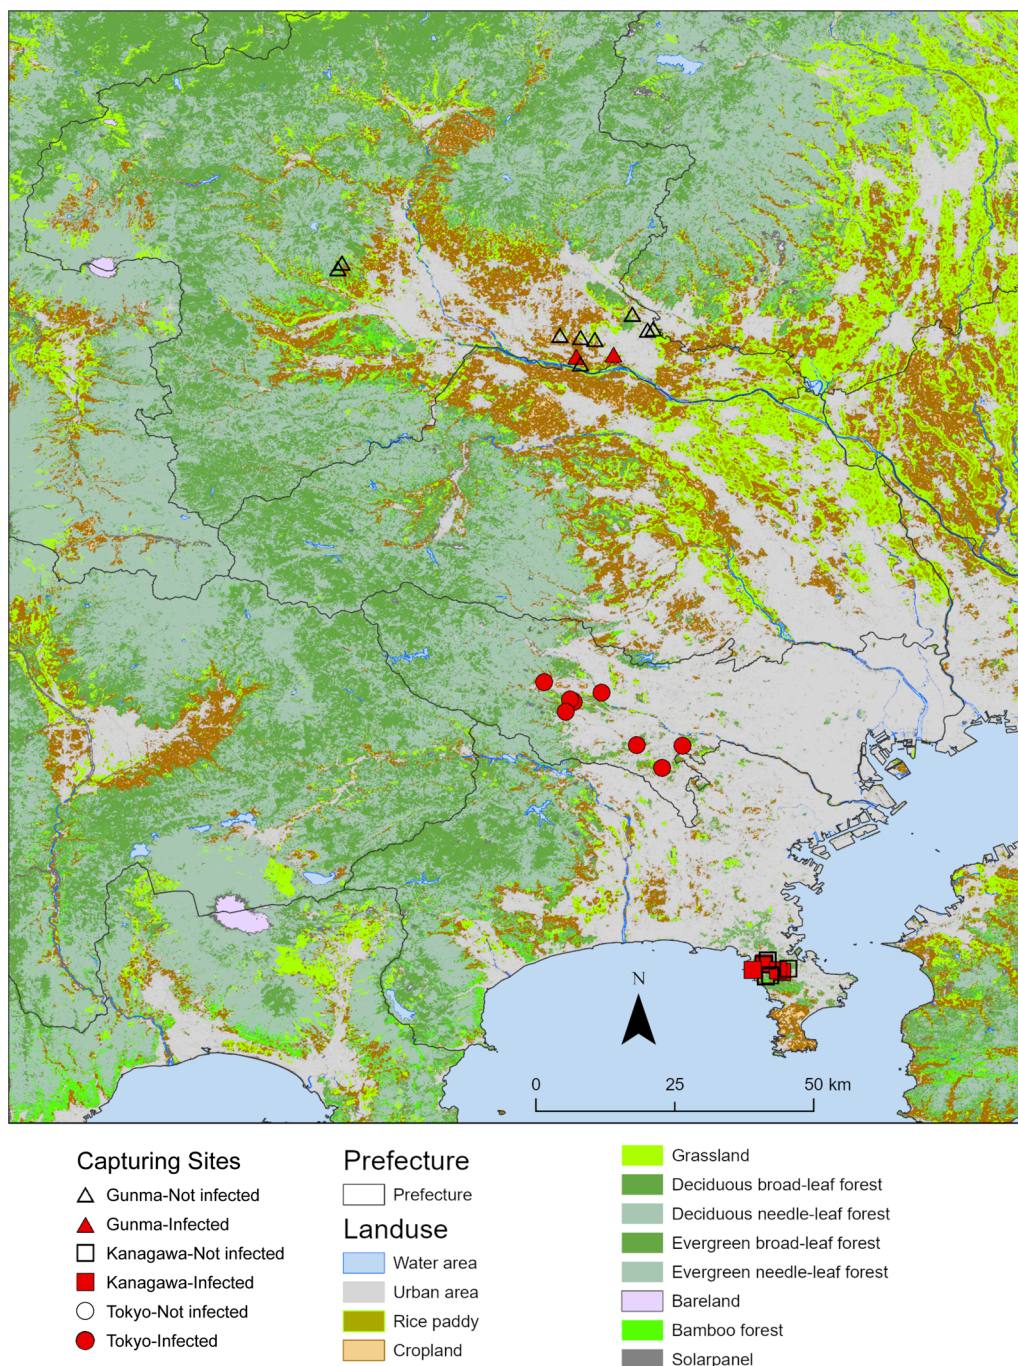 N
0 25 50 km
Capturing Sites
Gunma-Not infected
Gunma-Infected
Kanagawa-Not infected
Kanagawa-Infected
Tokyo-Not infected
Tokyo-Infected
Prefecture
Prefecture
Landuse
Water area
Urban area
Rice paddy
Cropland
Grassland
Deciduous broad-leaf forest
Deciduous needle-leaf forest
Evergreen broad-leaf forest
Evergreen needle-leaf forest
Bareland
Bamboo forest
Solarpanel